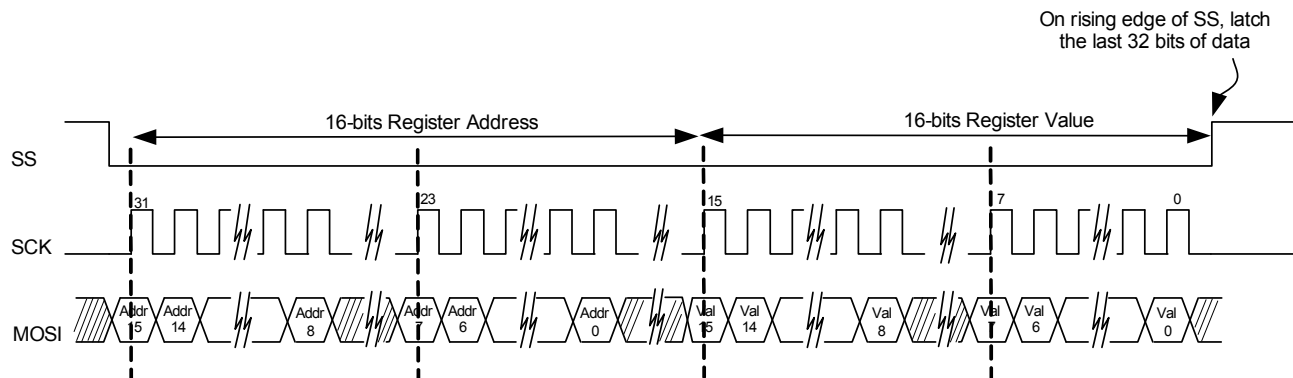 On rising edge of SS, latch
the last 32 bits of data
16-bits Register Address
16-bits Register Value
SS
31
23
15
7
0
SCK
MOSI
Addr
15
Addr
14
Addr
8
Addr
7
Addr
6
Addr
0
Val
15
Val
14
Val
8
Val
7
Val
6
Val
0